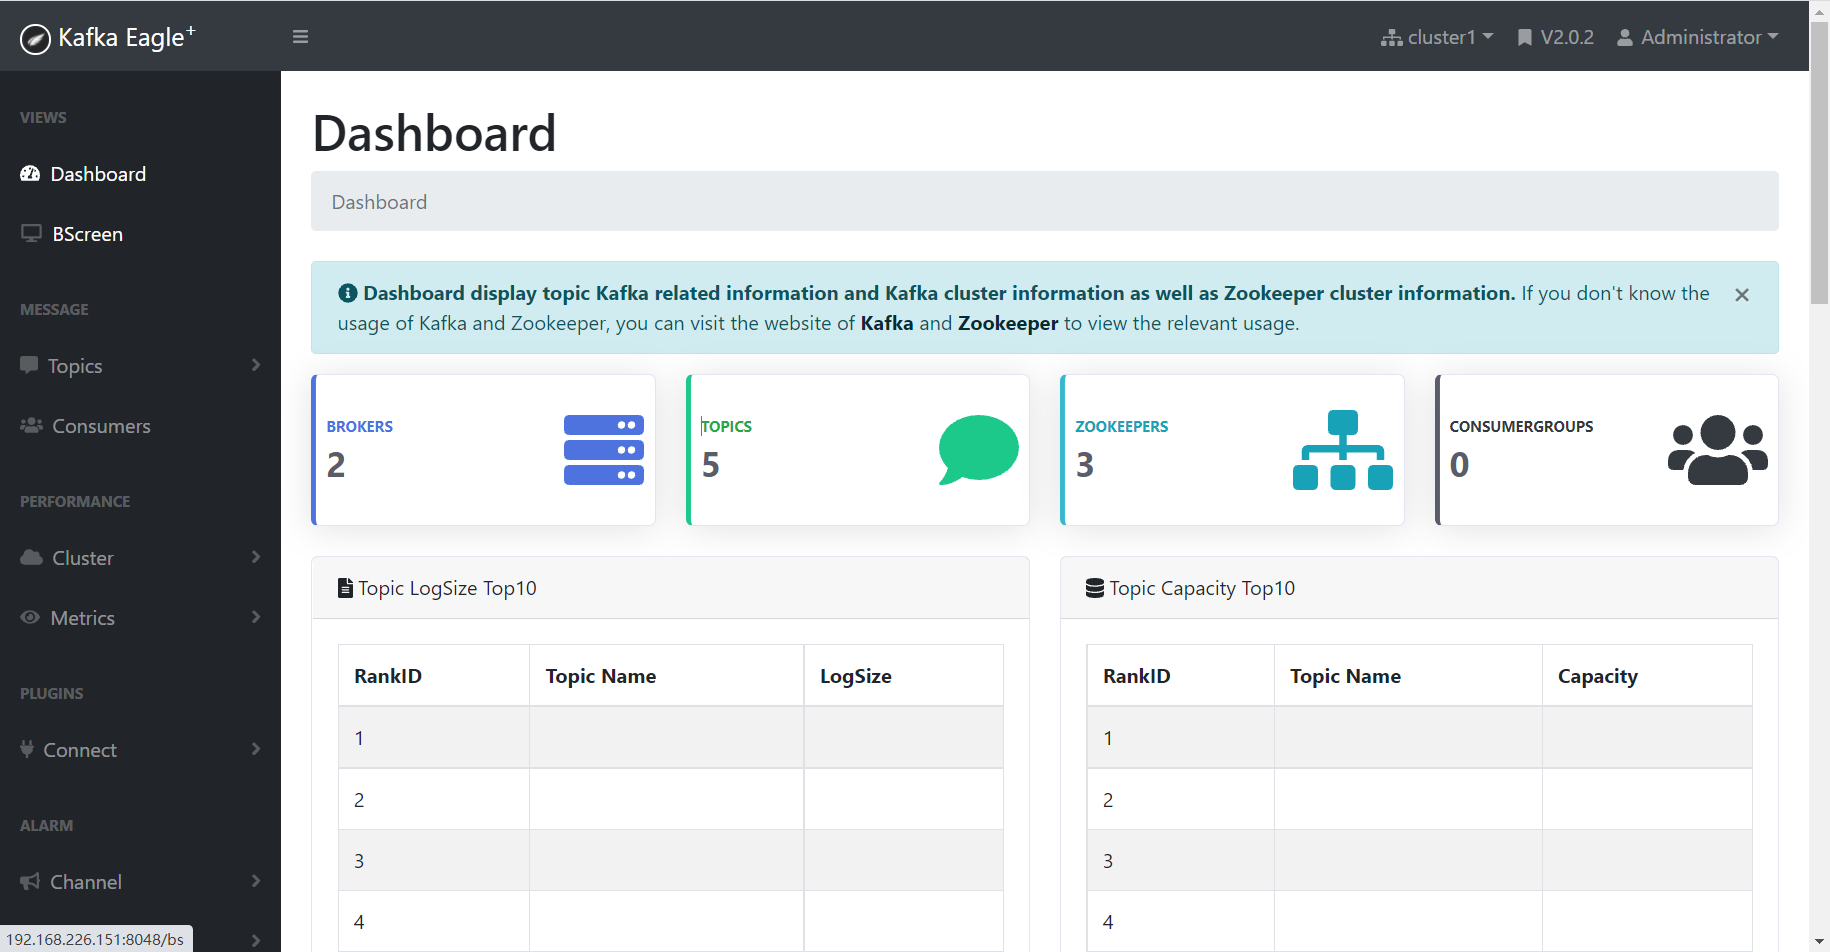 Kafka Eagle+
cluster1
V2.0.2
Administrator
VIEWS
Dashboard
BScreen
MESSAGE
Topics
Consumers
PERFORMANCE
Cluster
Metrics
PLUGINS
Connect
ALARM
Channel
192.168.226.151:8048/bs
Dashboard
Dashboard
Dashboard display topic Kafka related information and Kafka cluster information as well as Zookeeper cluster information. If you don't know the
usage of Kafka and Zookeeper, you can visit the website of Kafka and Zookeeper to view the relevant usage.
BROKERS
2
TOPICS
5
ZOOKEEPERS
3
CONSUMERGROUPS
0
Topic LogSize Top10
RankID Topic Name LogSize
1
2
3
4
Topic Capacity Top10
RankID Topic Name Capacity
1
2
3
4